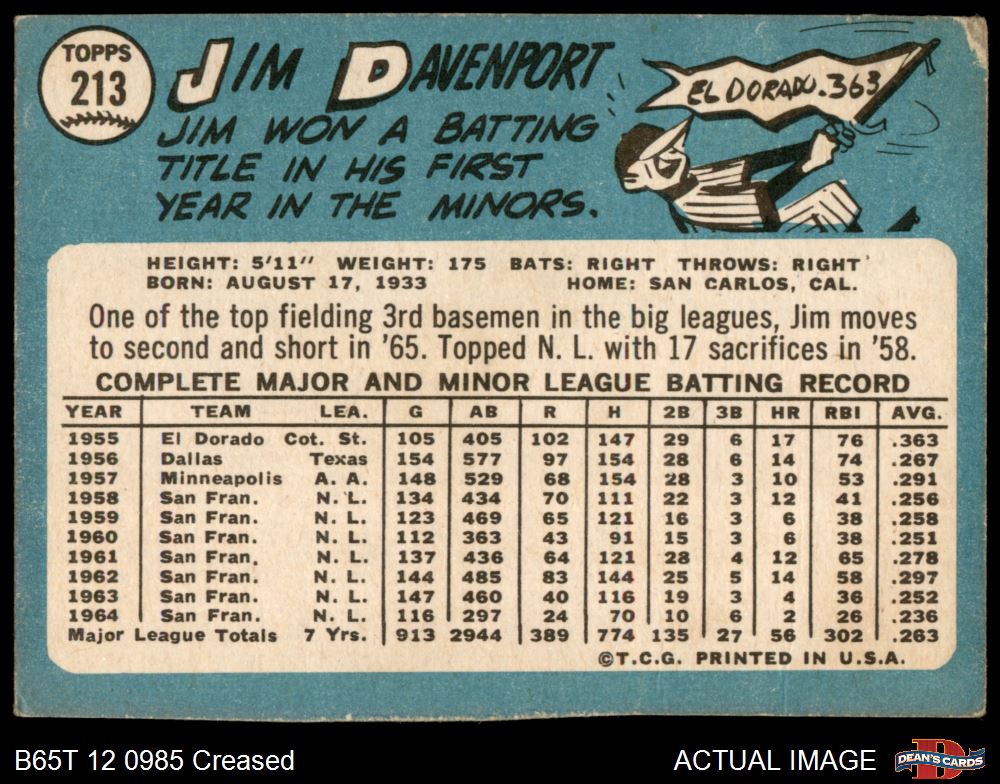 TOPPS
213
JIM DAVENPORT
JIM WON A BATTING
TITLE IN HIS FIRST
YEAR IN THE MINORS.
EL DORADO .363
HEIGHT: 5'11" WEIGHT: 175 BATS: RIGHT THROWS: RIGHT
BORN: AUGUST 17, 1933 HOME: SAN CARLOS, CAL.
One of the top fielding 3rd basemen in the big leagues, Jim moves
to second and short in '65. Topped N. L. with 17 sacrifices in '58.
COMPLETE MAJOR AND MINOR LEAGUE BATTING RECORD
YEAR TEAM LEA. G AB R H 2B 3B HR RBI AVG.
1955 El Dorado Cot. St. 105 405 102 147 29 6 17 76 .363
1956 Dallas Texas 154 577 97 154 28 6 14 74 .267
1957 Minneapolis A. A. 148 529 68 154 28 3 10 53 .291
1958 San Fran. N. L. 134 434 70 111 22 3 12 41 .256
1959 San Fran. N. L. 123 469 65 121 16 3 6 38 .258
1960 San Fran. N. L. 112 363 43 91 15 3 6 38 .251
1961 San Fran. N. L. 137 436 64 121 28 4 12 65 .278
1962 San Fran. N. L. 144 485 83 144 25 5 14 58 .297
1963 San Fran. N. L. 147 460 40 116 19 3 4 36 .252
1964 San Fran. N. L. 116 297 24 70 10 6 2 26 .236
Major League Totals 7 Yrs. 913 2944 389 774 135 27 56 302 .263
©T.C.G. PRINTED IN U.S.A.
B65T 12 0985 Creased
ACTUAL IMAGE
D
DEAN'S CARDS